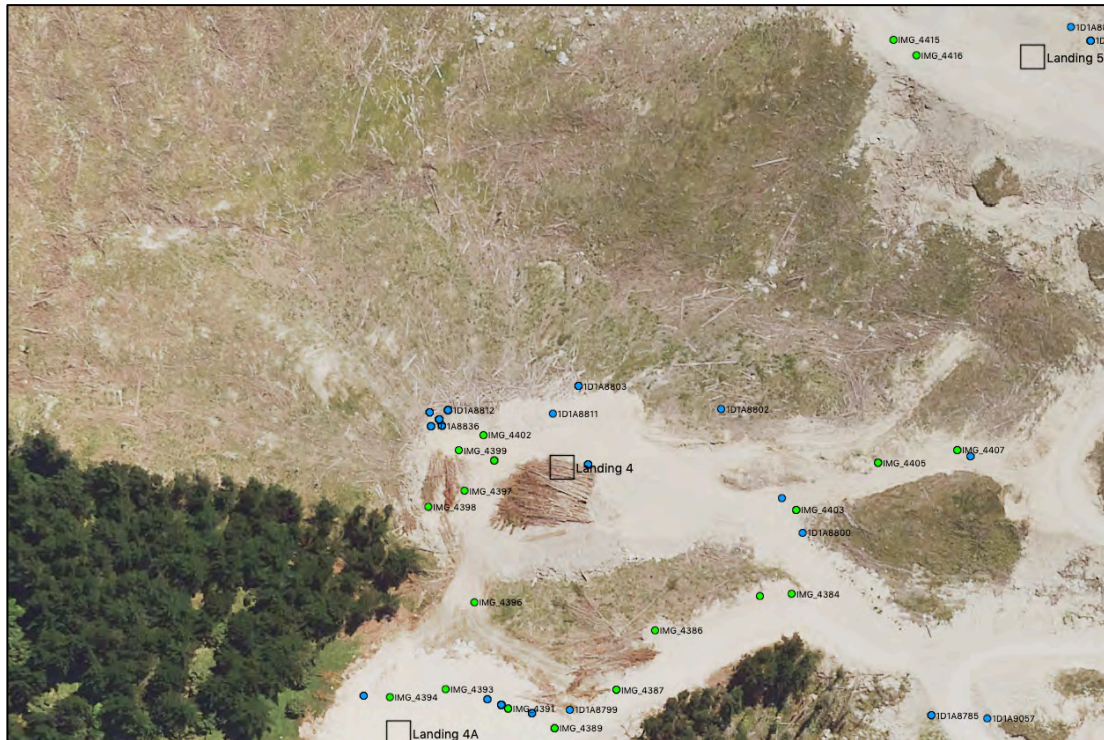 1D1A88
IMG_4415
1D
IMG_4416
Landing 5
1D1A8803
1D1A8812
1D1A8811
1D1A8802
1D1A8836
IMG_4402
IMG_4399
IMG_4407
IMG_4405
Landing 4
IMG_4397
IMG_4398
IMG_4403
1D1A8800
IMG_4384
IMG_4396
IMG_4386
IMG_4393
IMG_4387
IMG_4394
IMG_4391
1D1A8799
1D1A8785
1D1A9057
IMG_4389
Landing 4A